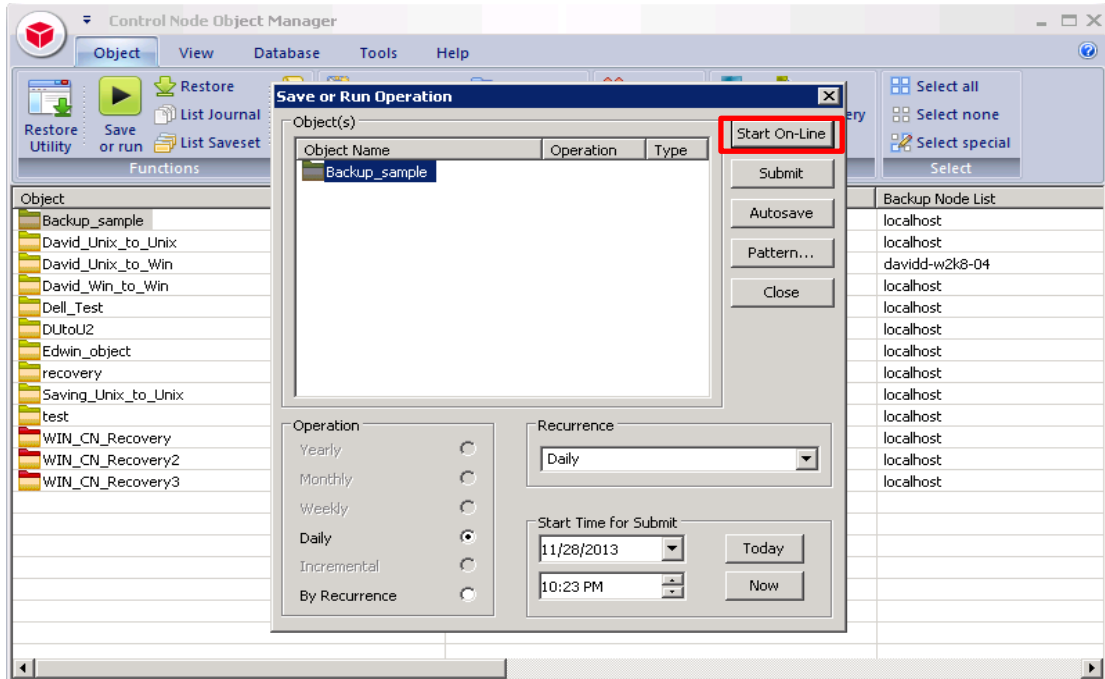 Control Node Object Manager
Object View Database Tools Help
Restore
Utility
Save
or run
Restore
List Journal
List Saveset
Functions
ery
Select all
Select none
Select special
Select
Object
Backup Node List
Backup_sample localhost
David_Unix_to_Unix localhost
David_Unix_to_Win davidd-w2k8-04
David_Win_to_Win localhost
Dell_Test localhost
DUtoU2 localhost
Edwin_object localhost
recovery localhost
Saving_Unix_to_Unix localhost
test localhost
WIN_CN_Recovery localhost
WIN_CN_Recovery2 localhost
WIN_CN_Recovery3 localhost
Save or Run Operation
Object(s)
Object Name Operation Type
Backup_sample
Start On-Line
Submit
Autosave
Pattern...
Close
Operation
Yearly
Monthly
Weekly
Daily
Incremental
By Recurrence
Recurrence
Daily
Start Time for Submit
11/28/2013 Today
10:23 PM Now